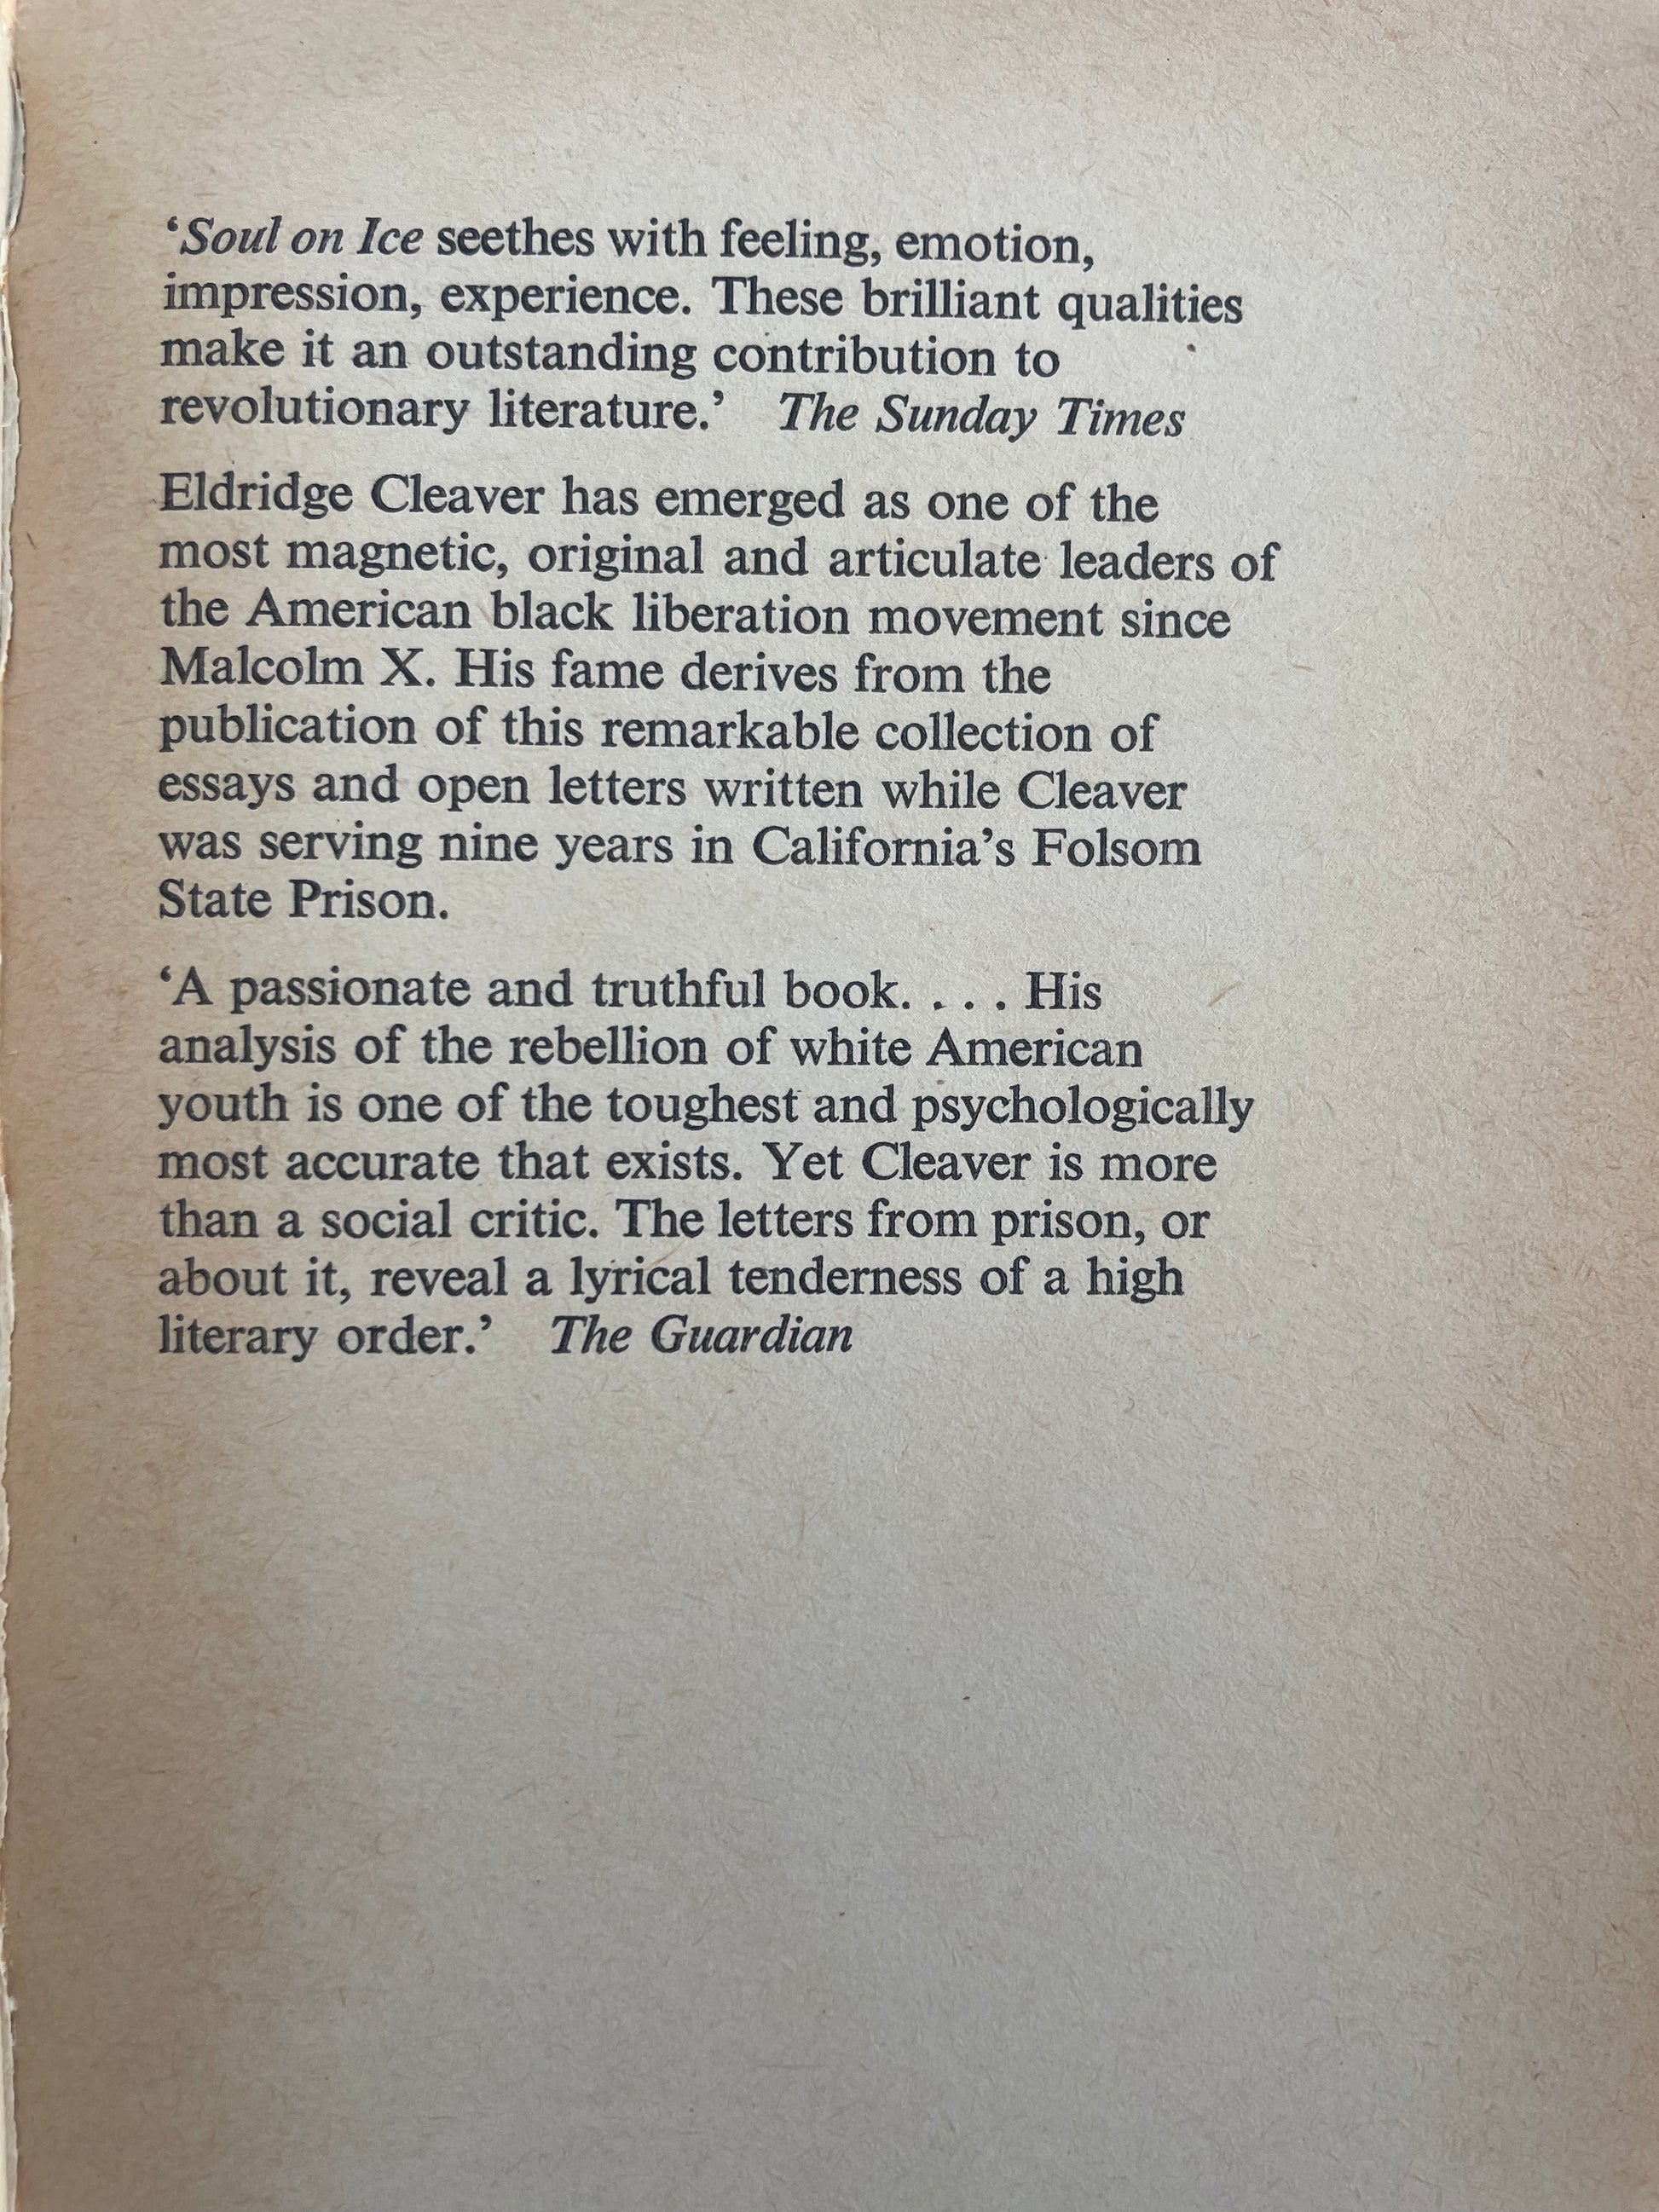 ‘Soul on Ice seethes with feeling, emotion,
impression, experience. These brilliant qualities
make it an outstanding contribution to
revolutionary literature.’ The Sunday Times
Eldridge Cleaver has emerged as one of the
most magnetic, original and articulate leaders of
the American black liberation movement since
Malcolm X. His fame derives from the
publication of this remarkable collection of
essays and open letters written while Cleaver
was serving nine years in California’s Folsom
State Prison.
‘A passionate and truthful book. . . . His
analysis of the rebellion of white American
youth is one of the toughest and psychologically
most accurate that exists. Yet Cleaver is more
than a social critic. The letters from prison, or
about it, reveal a lyrical tenderness of a high
literary order.’ The Guardian